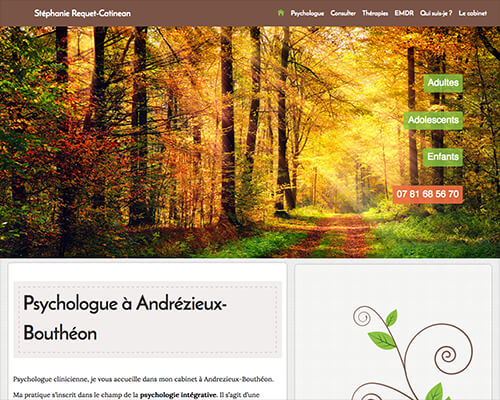 Stéphanie Requet-Catinean
Psychologue Consulter Thérapies EMDR Qui suis-je ? Le cabinet
Adultes
Adolescents
Enfants
07 81 68 56 70
Psychologue à Andrézieux-
Bouthéon
Psychologue clinicienne, je vous accueille dans mon cabinet à Andrezieux-Bouthéon.
Ma pratique s'inscrit dans le champ de la psychologie intégrative. Il s'agit d'une